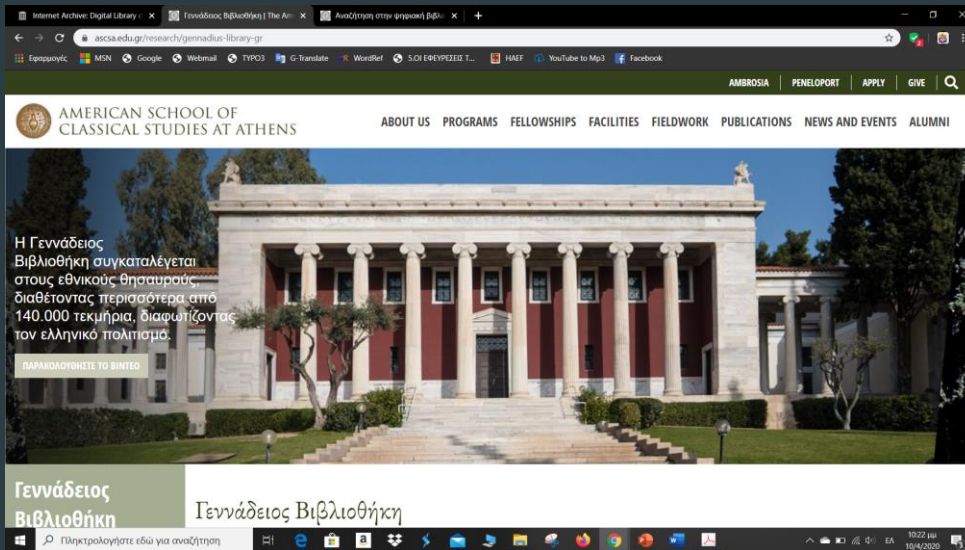 Internet Archive: Digital Library o
Γεννάδειος Βιβλιοθήκη | The Am
Αναζήτηση στην ψηφιακή βιβλ
ascsa.edu.gr/research/gennadius-library-gr
Εφαρμογές MSN Google Webmail TYPO3 G-Translate WordRef S.OI ΕΦΕΥΡΕΣΕΙΣ Τ... HAEF YouTube to Mp3 Facebook
AMBROSIA PENELOPORT APPLY GIVE
AMERICAN SCHOOL OF
CLASSICAL STUDIES AT ATHENS
ABOUT US PROGRAMS FELLOWSHIPS FACILITIES FIELDWORK PUBLICATIONS NEWS AND EVENTS ALUMNI
Η Γεννάδειος
Βιβλιοθήκη συγκαταλέγεται
στους εθνικούς θησαυρούς,
διαθέτοντας περισσότερα από
140.000 τεκμήρια, διαφωτίζοντας
τον ελληνικό πολιτισμό.
ΠΑΡΑΚΟΛΟΥΘΗΣΤΕ ΤΟ ΒΙΝΤΕΟ
Γεννάδειος
Βιβλιοθήκη
Γεννάδειος Βιβλιοθήκη
Πληκτρολογήστε εδώ για αναζήτηση
ΕΛ
10:22 μμ
10/4/2020